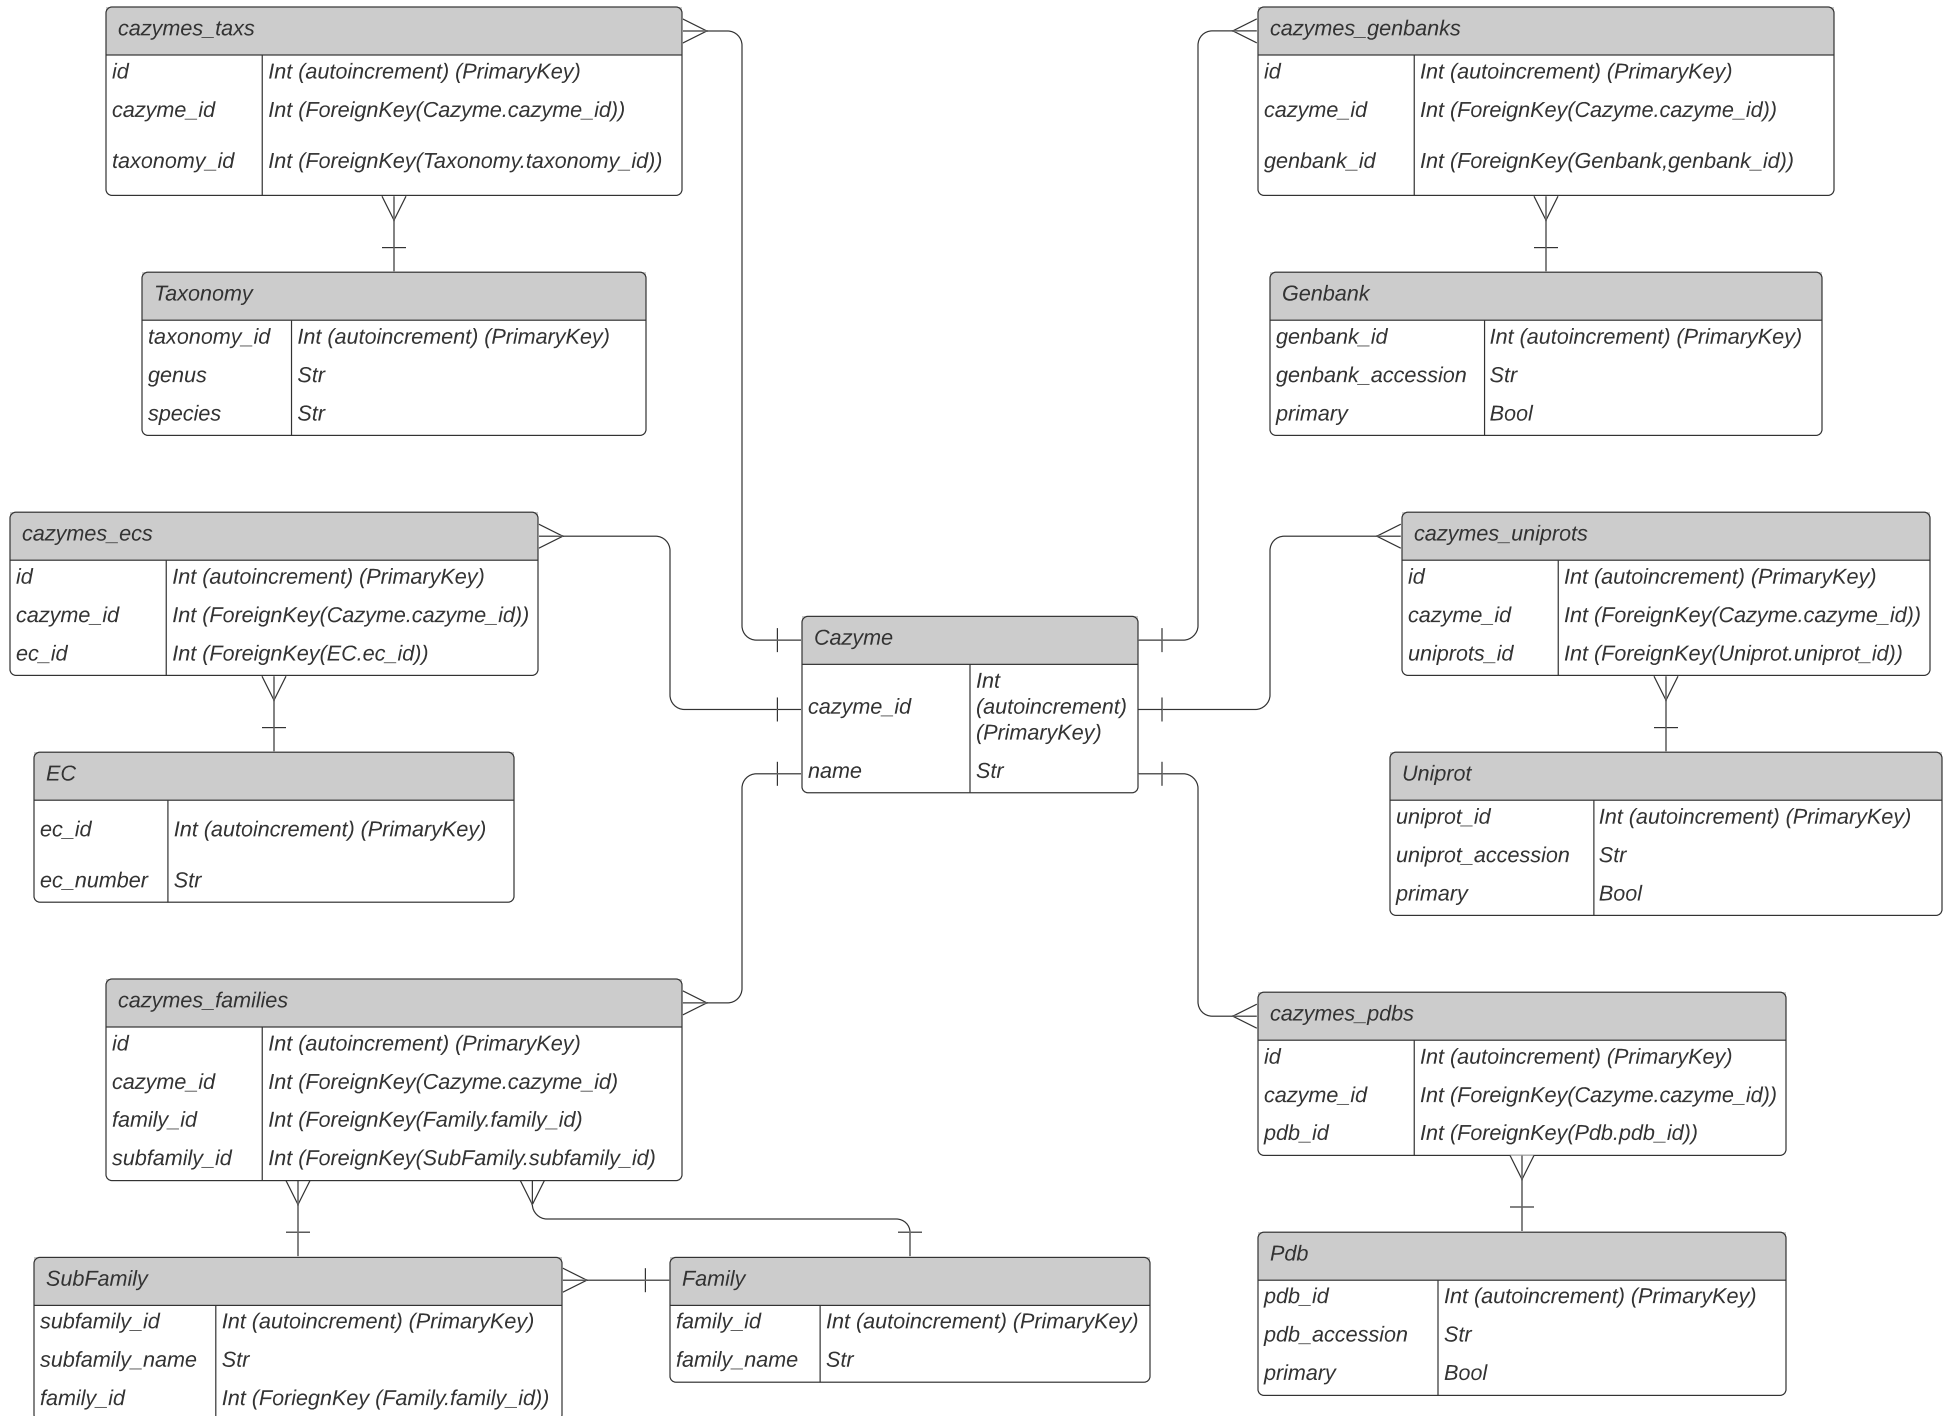 cazymes_taxs
id Int (autoincrement) (PrimaryKey)
cazyme_id Int (ForeignKey(Cazyme.cazyme_id))
taxonomy_id Int (ForeignKey(Taxonomy.taxonomy_id))
cazymes_genbanks
id Int (autoincrement) (PrimaryKey)
cazyme_id Int (ForeignKey(Cazyme.cazyme_id))
genbank_id Int (ForeignKey(Genbank,genbank_id))
Taxonomy
taxonomy_id Int (autoincrement) (PrimaryKey)
genus Str
species Str
Genbank
genbank_id Int (autoincrement) (PrimaryKey)
genbank_accession Str
primary Bool
cazymes_ecs
id Int (autoincrement) (PrimaryKey)
cazyme_id Int (ForeignKey(Cazyme.cazyme_id))
ec_id Int (ForeignKey(EC.ec_id))
cazymes_uniprots
id Int (autoincrement) (PrimaryKey)
cazyme_id Int (ForeignKey(Cazyme.cazyme_id))
uniprots_id Int (ForeignKey(Uniprot.uniprot_id))
Cazyme
Int
cazyme_id (autoincrement)
(PrimaryKey)
name Str
EC
ec_id Int (autoincrement) (PrimaryKey)
ec_number Str
Uniprot
uniprot_id Int (autoincrement) (PrimaryKey)
uniprot_accession Str
primary Bool
cazymes_families
id Int (autoincrement) (PrimaryKey)
cazyme_id Int (ForeignKey(Cazyme.cazyme_id)
family_id Int (ForeignKey(Family.family_id)
subfamily_id Int (ForeignKey(SubFamily.subfamily_id)
cazymes_pdbs
id Int (autoincrement) (PrimaryKey)
cazyme_id Int (ForeignKey(Cazyme.cazyme_id))
pdb_id Int (ForeignKey(Pdb.pdb_id))
SubFamily
subfamily_id Int (autoincrement) (PrimaryKey)
subfamily_name Str
family_id Int (ForiegnKey (Family.family_id))
Family
family_id Int (autoincrement) (PrimaryKey)
family_name Str
Pdb
pdb_id Int (autoincrement) (PrimaryKey)
pdb_accession Str
primary Bool